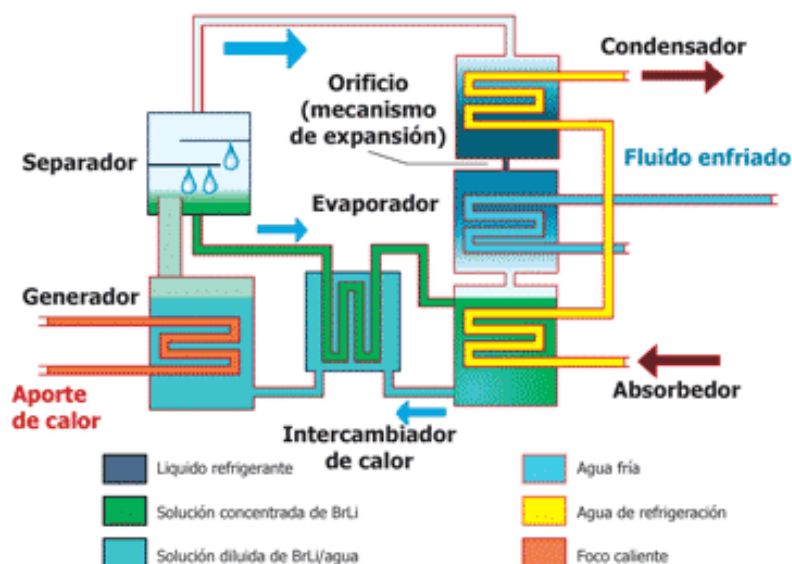 Condensador
Orificio
(mecanismo
de expansión)
Separador
Fluido enfriado
Evaporador
Generador
Aporte
de calor
Absorbedor
Intercambiador
de calor
Liquido refrigerante
Agua fría
Solución concentrada de BrLi
Agua de refrigeración
Solución diluida de BrLi/agua
Foco caliente